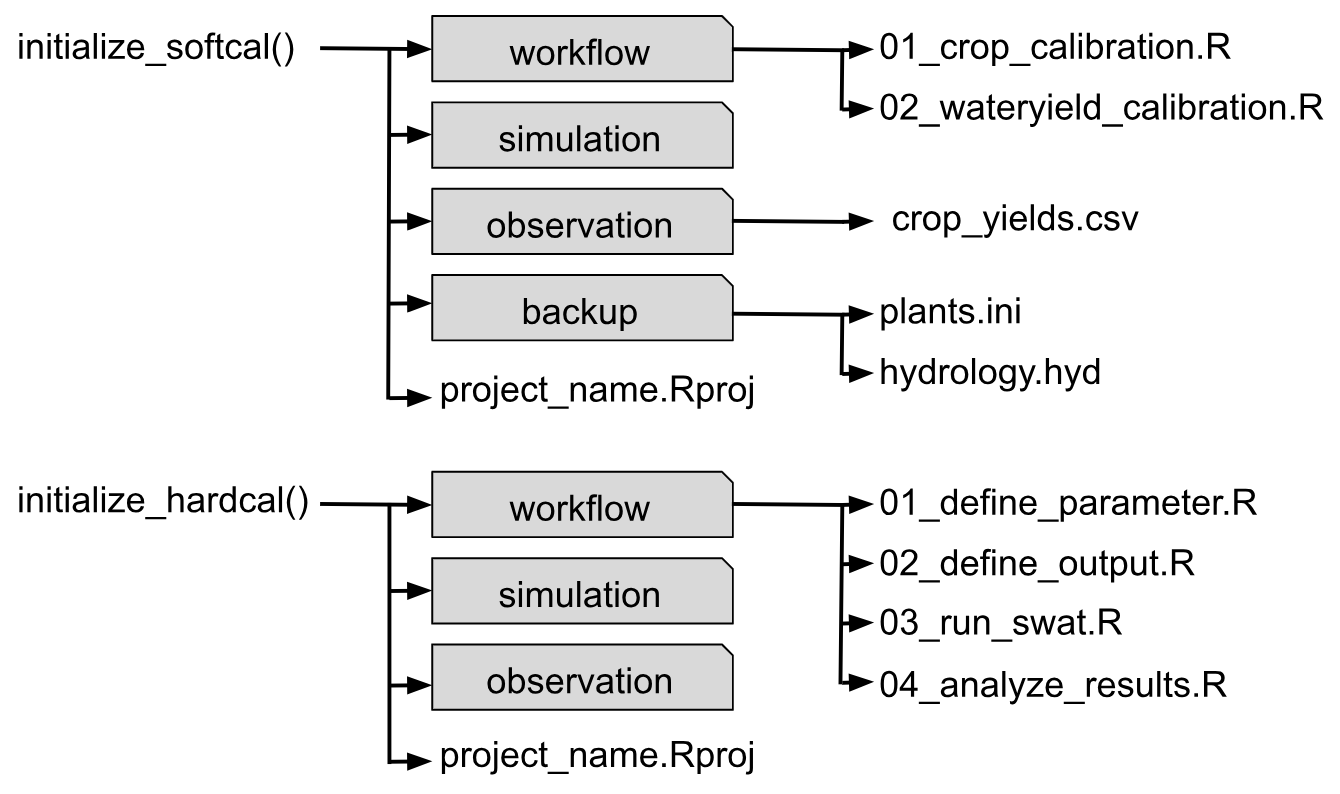 initialize_softcal()
workflow
01_crop_calibration.R
02_wateryield_calibration.R
simulation
observation
crop_yields.csv
backup
plants.ini
hydrology.hyd
project_name.Rproj
initialize_hardcal()
workflow
01_define_parameter.R
02_define_output.R
03_run_swat.R
04_analyze_results.R
simulation
observation
project_name.Rproj